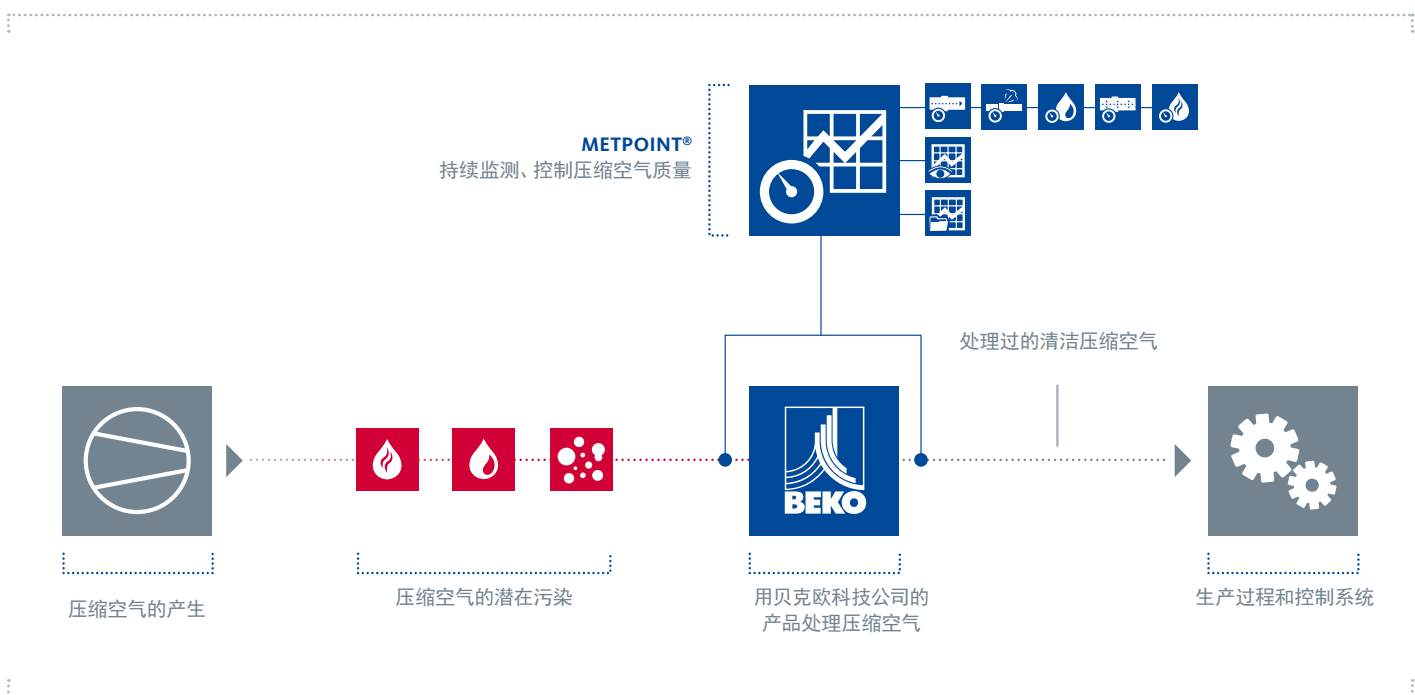 METPOINT®
持续监测、控制压缩空气质量
处理过的清洁压缩空气
BEKO
压缩空气的产生
压缩空气的潜在污染
用贝克欧科技公司的
产品处理压缩空气
生产过程和控制系统